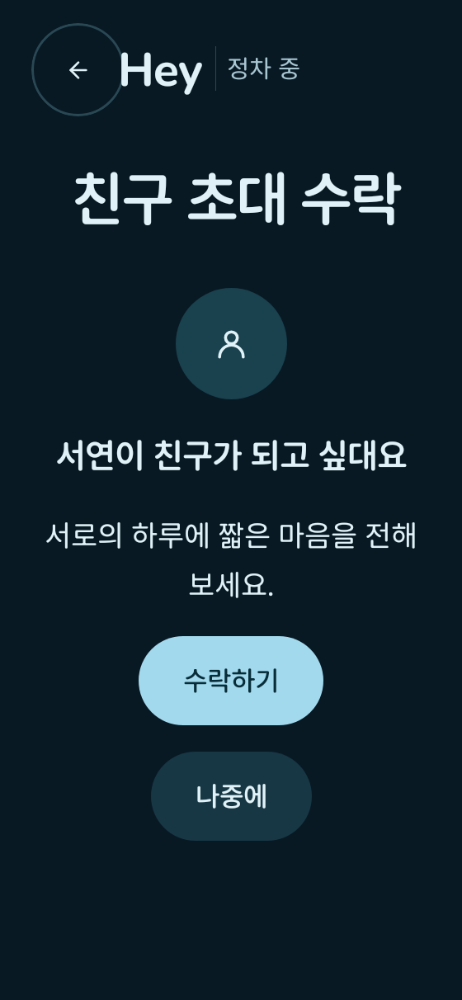 Hey 정차 중
친구 초대 수락
서연이 친구가 되고 싶대요
서로의 하루에 짧은 마음을 전해
보세요.
수락하기
나중에